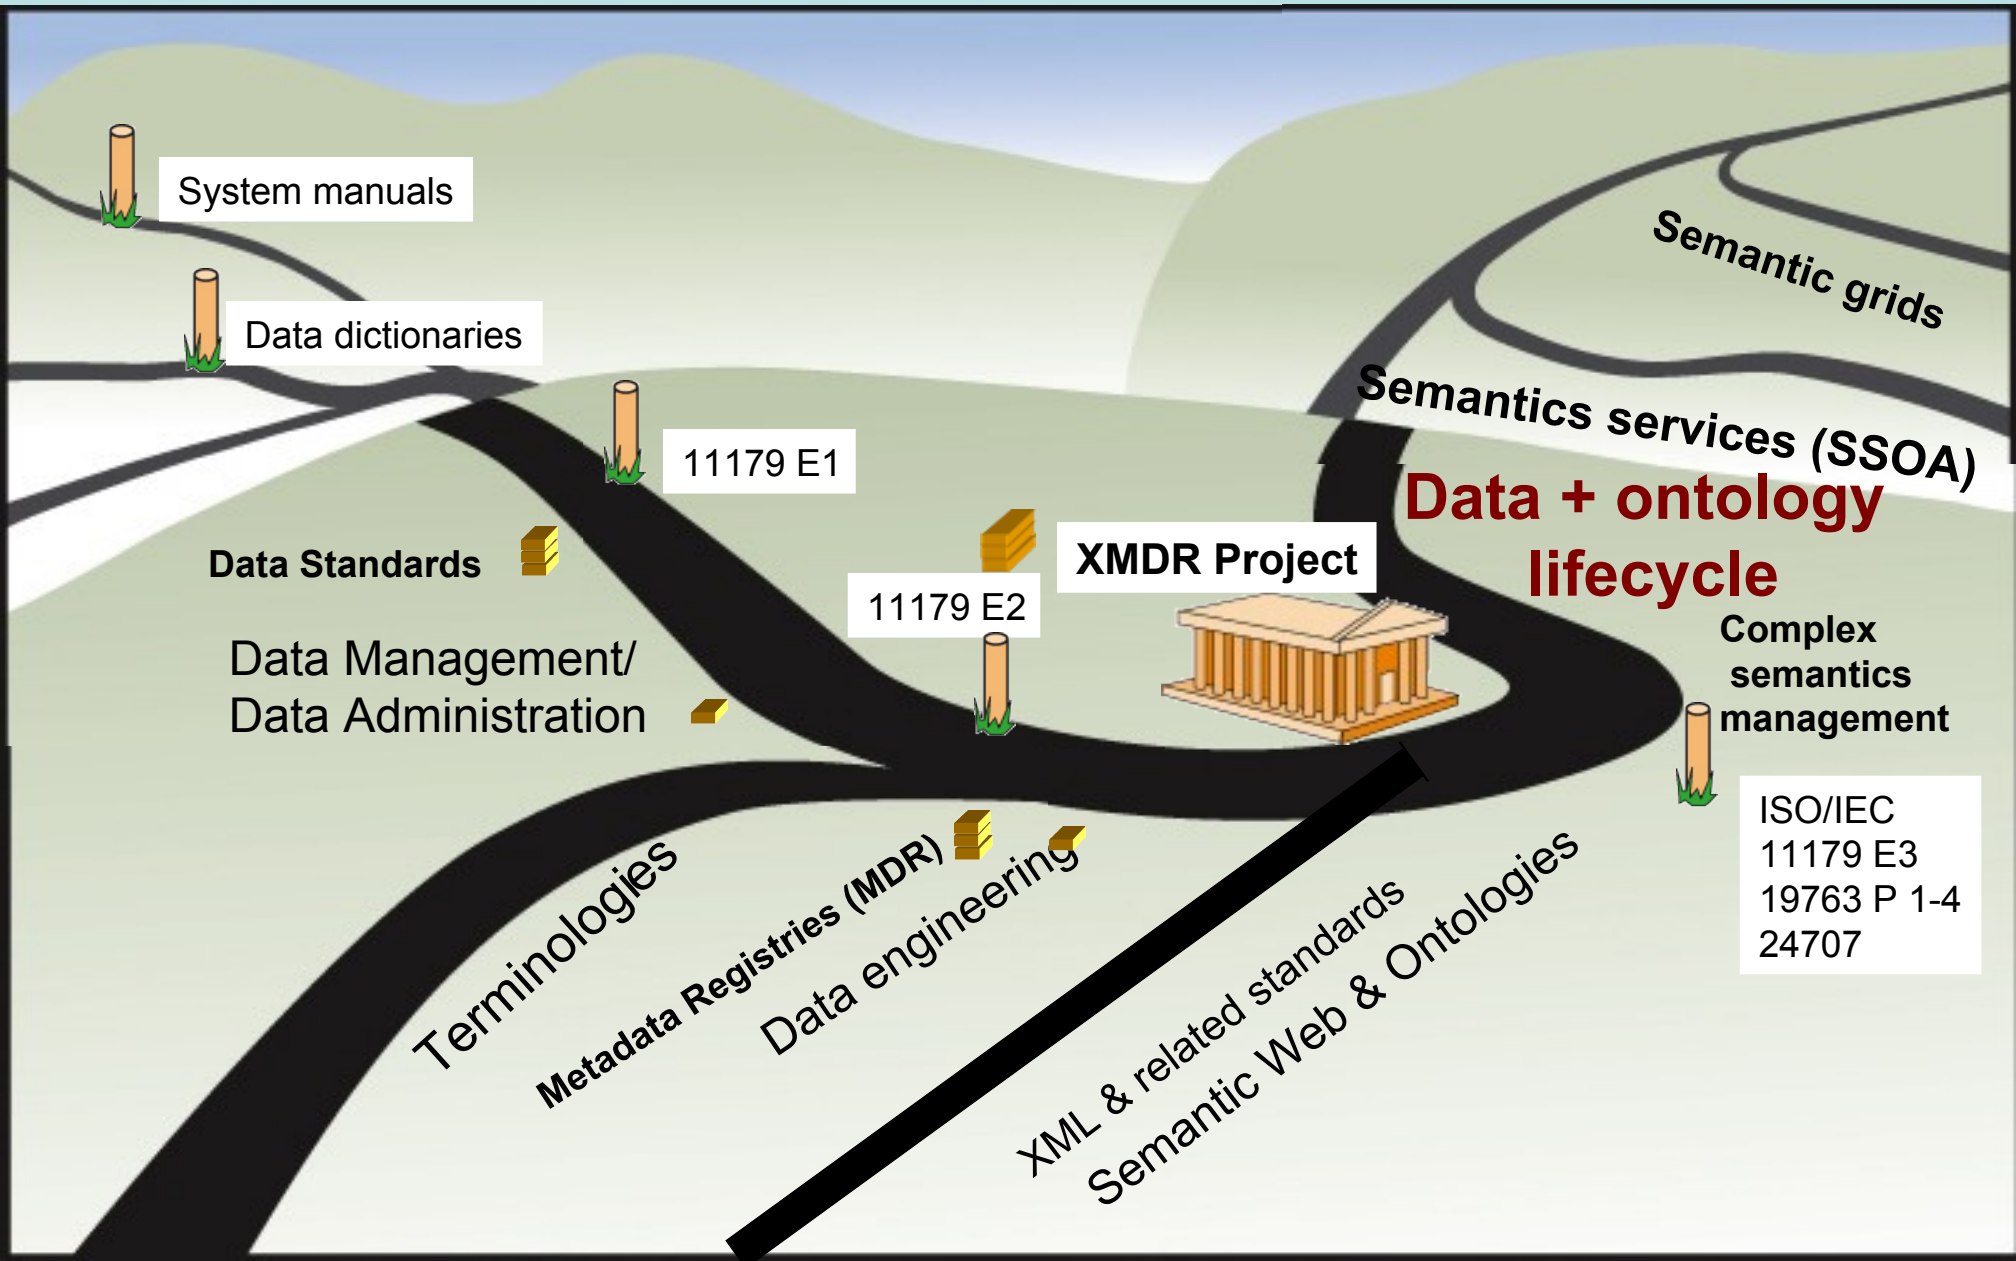 System manuals
Data dictionaries
11179 E1
Semantic grids
Semantics services (SSOA)
Data + ontology
lifecycle
Data Standards
XMDR Project
11179 E2
Data Management/
Data Administration
Complex
semantics
management
ISO/IEC
11179 E3
19763 P 1-4
24707
Terminologies
Metadata Registries (MDR)
Data engineering
XML & related standards
Semantic Web & Ontologies